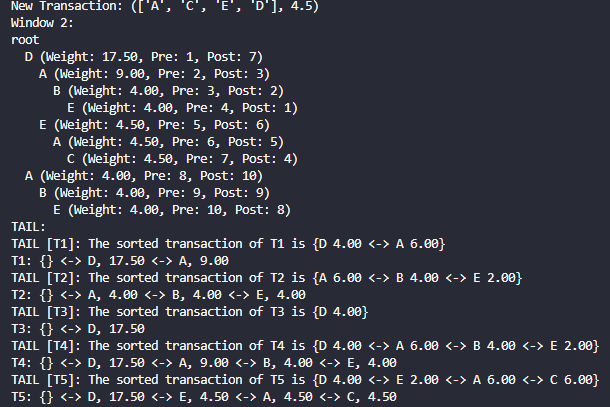 New Transaction: (['A', 'C', 'E', 'D'], 4.5)
Window 2:
root
  D (Weight: 17.50, Pre: 1, Post: 7)
    A (Weight: 9.00, Pre: 2, Post: 3)
      B (Weight: 4.00, Pre: 3, Post: 2)
        E (Weight: 4.00, Pre: 4, Post: 1)
    E (Weight: 4.50, Pre: 5, Post: 6)
      A (Weight: 4.50, Pre: 6, Post: 5)
        C (Weight: 4.50, Pre: 7, Post: 4)
  A (Weight: 4.00, Pre: 8, Post: 10)
    B (Weight: 4.00, Pre: 9, Post: 9)
      E (Weight: 4.00, Pre: 10, Post: 8)
TAIL:
TAIL [T1]: The sorted transaction of T1 is {D 4.00 <-> A 6.00}
T1: {} <-> D, 17.50 <-> A, 9.00
TAIL [T2]: The sorted transaction of T2 is {A 6.00 <-> B 4.00 <-> E 2.00}
T2: {} <-> A, 4.00 <-> B, 4.00 <-> E, 4.00
TAIL [T3]: The sorted transaction of T3 is {D 4.00}
T3: {} <-> D, 17.50
TAIL [T4]: The sorted transaction of T4 is {D 4.00 <-> A 6.00 <-> B 4.00 <-> E 2.00}
T4: {} <-> D, 17.50 <-> A, 9.00 <-> B, 4.00 <-> E, 4.00
TAIL [T5]: The sorted transaction of T5 is {D 4.00 <-> E 2.00 <-> A 6.00 <-> C 6.00}
T5: {} <-> D, 17.50 <-> E, 4.50 <-> A, 4.50 <-> C, 4.50